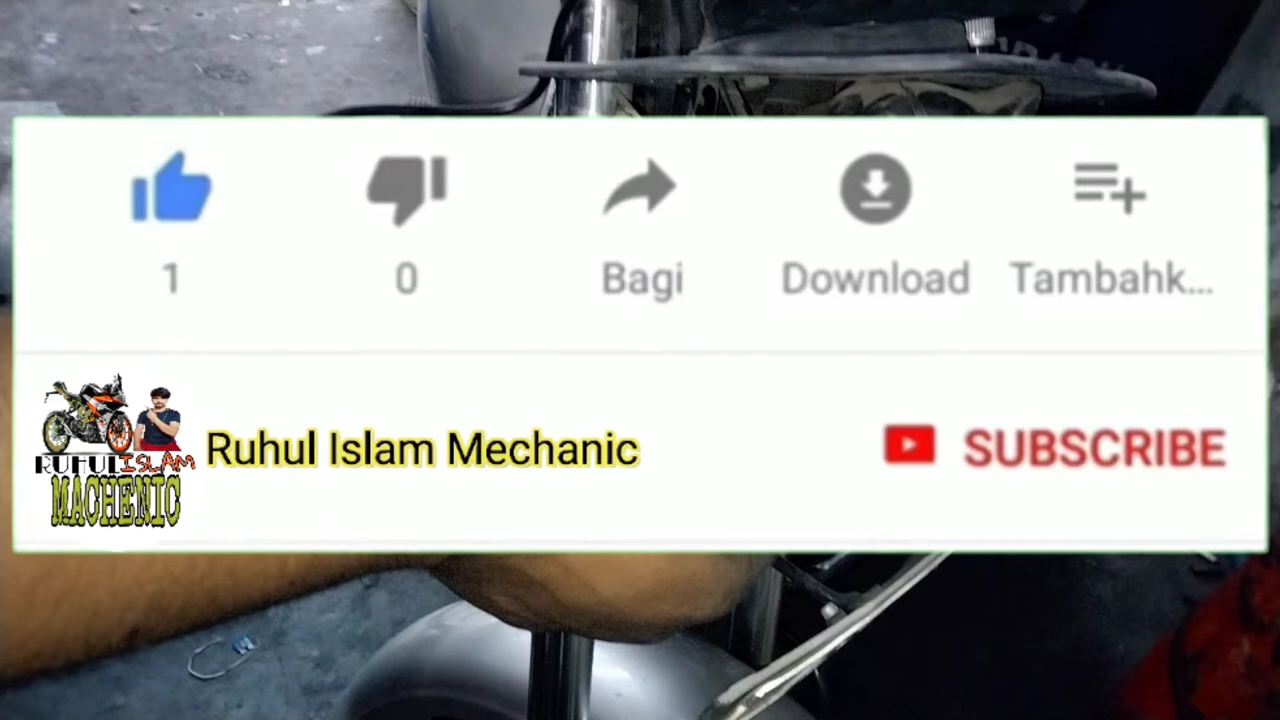 1 0 Bagi Download Tambahk...
RUHUL ISLAM
MACHENIC
Ruhul Islam Mechanic
SUBSCRIBE